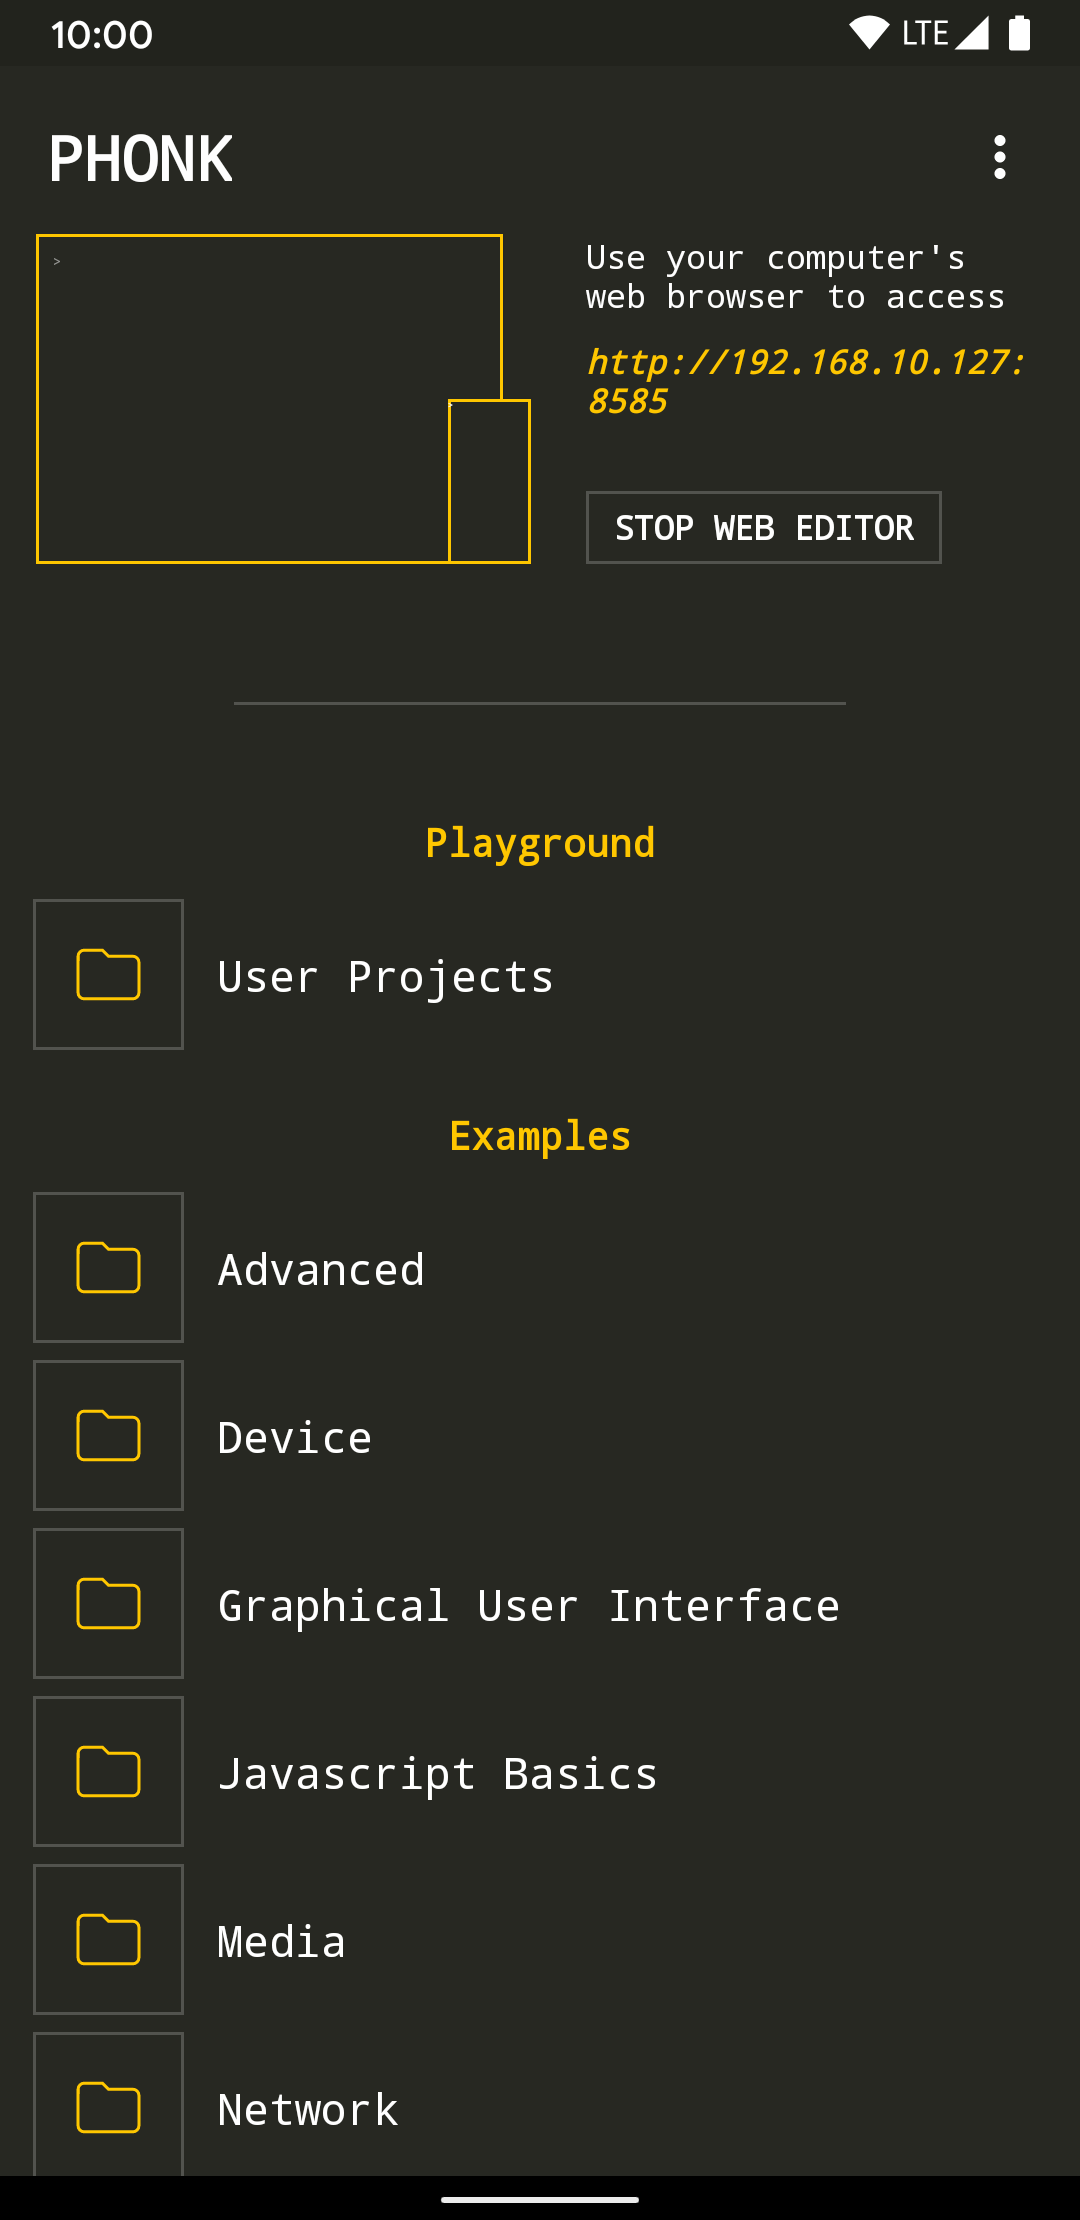 10:00
LTE
PHONK
>
Use your computer's
web browser to access
http://192.168.10.127:
8585
STOP WEB EDITOR
Playground
User Projects
Examples
Advanced
Device
Graphical User Interface
Javascript Basics
Media
Network